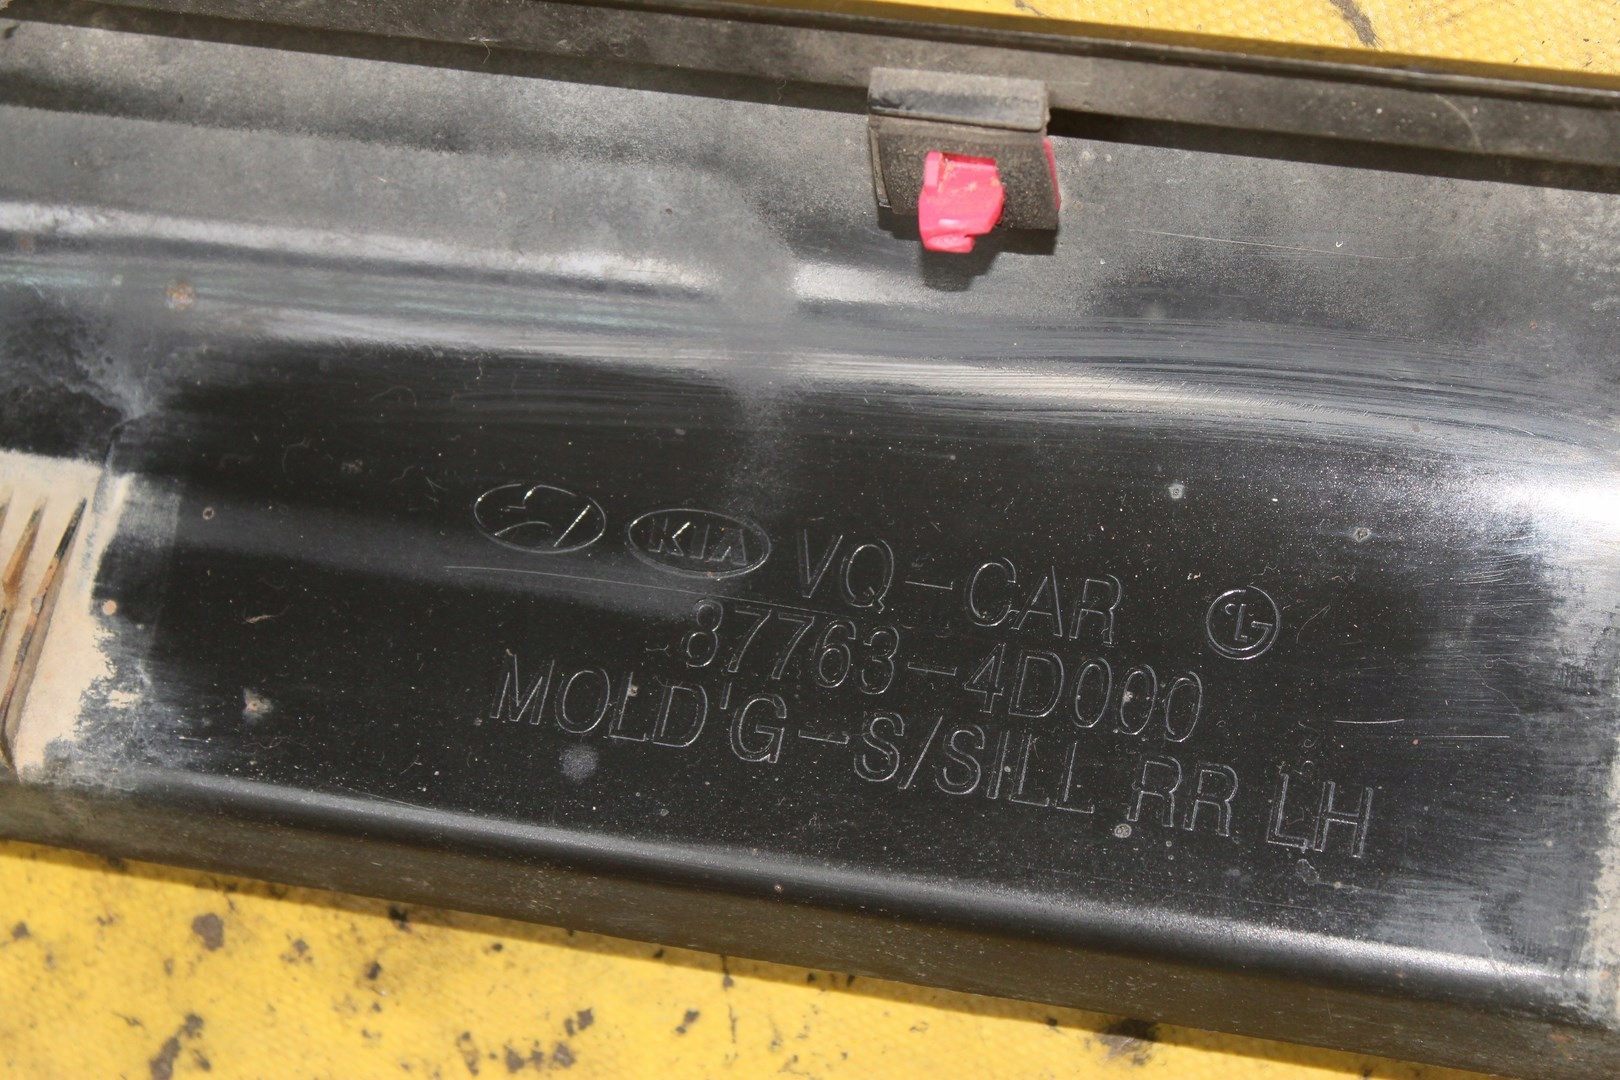 KIA VQ-CAR LG
87763-4D000
MOLD'G-S/SILL RR LH